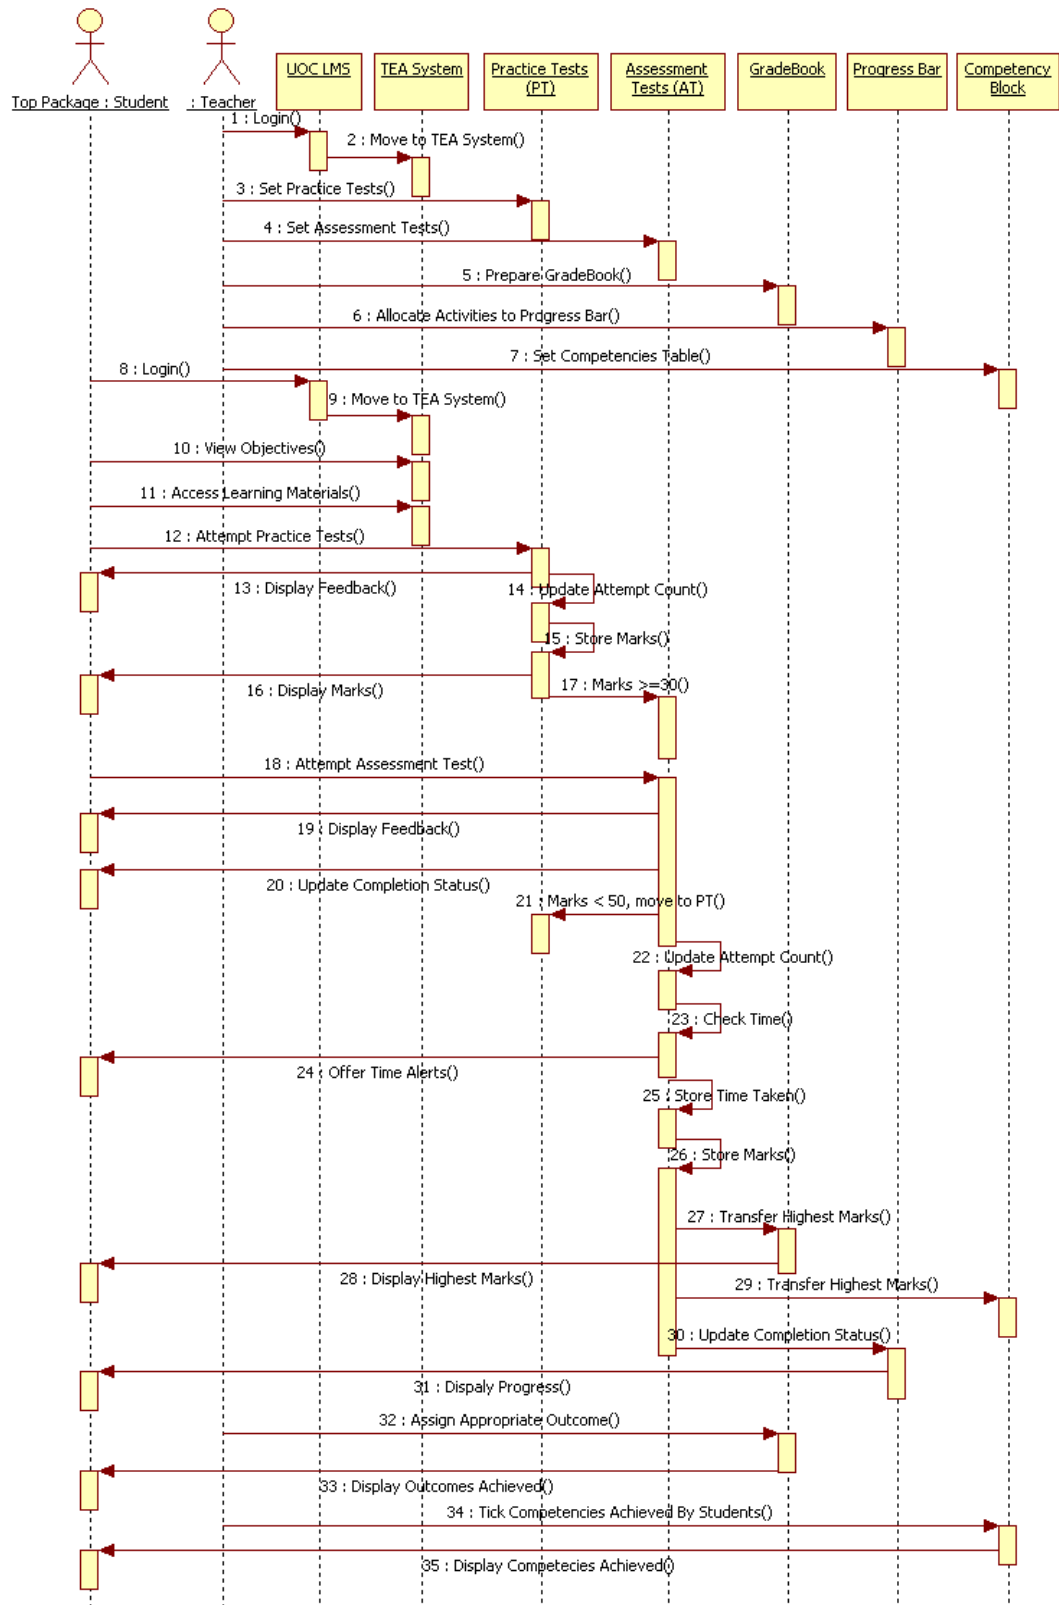 Top Package : Student
: Teacher
UOC LMS
TEA System
Practice Tests
(PT)
Assessment
Tests (AT)
GradeBook
Progress Bar
Competency
Block
1 : Login()
2 : Move to TEA System()
3 : Set Practice Tests()
4 : Set Assessment Tests()
5 : Prepare GradeBook()
6 : Allocate Activities to Progress Bar()
7 : Set Competencies Table()
8 : Login()
9 : Move to TEA System()
10 : View Objectives()
11 : Access Learning Materials()
12 : Attempt Practice Tests()
13 : Display Feedback()
14 : Update Attempt Count()
15 : Store Marks()
16 : Display Marks()
17 : Marks >=30()
18 : Attempt Assessment Test()
19 : Display Feedback()
20 : Update Completion Status()
21 : Marks < 50, move to PT()
22 : Update Attempt Count()
23 : Check Time()
24 : Offer Time Alerts()
25 : Store Time Taken()
26 : Store Marks()
27 : Transfer Highest Marks()
28 : Display Highest Marks()
29 : Transfer Highest Marks()
30 : Update Completion Status()
31 : Dispaly Progress()
32 : Assign Appropriate Outcome()
33 : Display Outcomes Achieved()
34 : Tick Competencies Achieved By Students()
35 : Display Competecies Achieved()